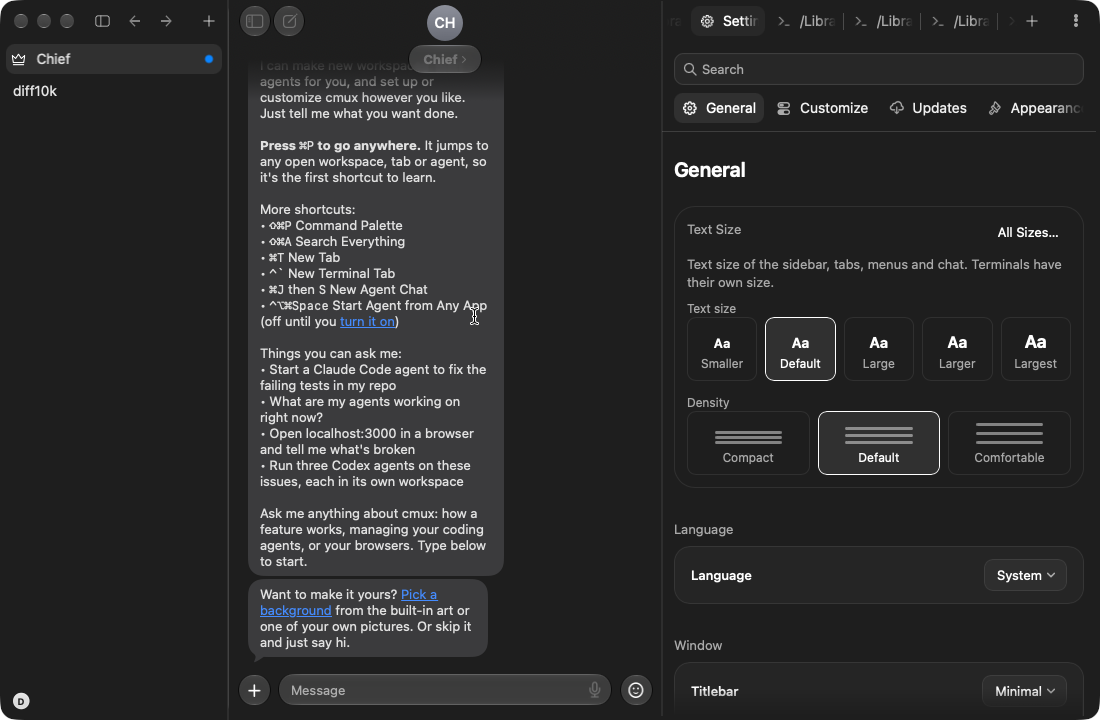 Chief
diff10k
D
CH
Chief
I can make new workspac
agents for you, and set up or
customize cmux however you like.
Just tell me what you want done.
Press ⌘P to go anywhere. It jumps to
any open workspace, tab or agent, so
it's the first shortcut to learn.
More shortcuts:
• ⇧⌘P Command Palette
• ⇧⌘A Search Everything
• ⌘T New Tab
• ^` New Terminal Tab
• ⌘J then S New Agent Chat
• ^⌥⌘Space Start Agent from Any App
(off until you turn it on)
Things you can ask me:
• Start a Claude Code agent to fix the
failing tests in my repo
• What are my agents working on
right now?
• Open localhost:3000 in a browser
and tell me what's broken
• Run three Codex agents on these
issues, each in its own workspace
Ask me anything about cmux: how a
feature works, managing your coding
agents, or your browsers. Type below
to start.
Want to make it yours? Pick a
background from the built-in art or
one of your own pictures. Or skip it
and just say hi.
Message
Settin
/Libra
/Libra
/Libra
Search
General
Customize
Updates
Appearanc
General
Text Size
All Sizes...
Text size of the sidebar, tabs, menus and chat. Terminals have
their own size.
Text size
Aa Aa Aa Aa Aa
Smaller Default Large Larger Largest
Density
Compact Default Comfortable
Language
Language
System
Window
Titlebar
Minimal